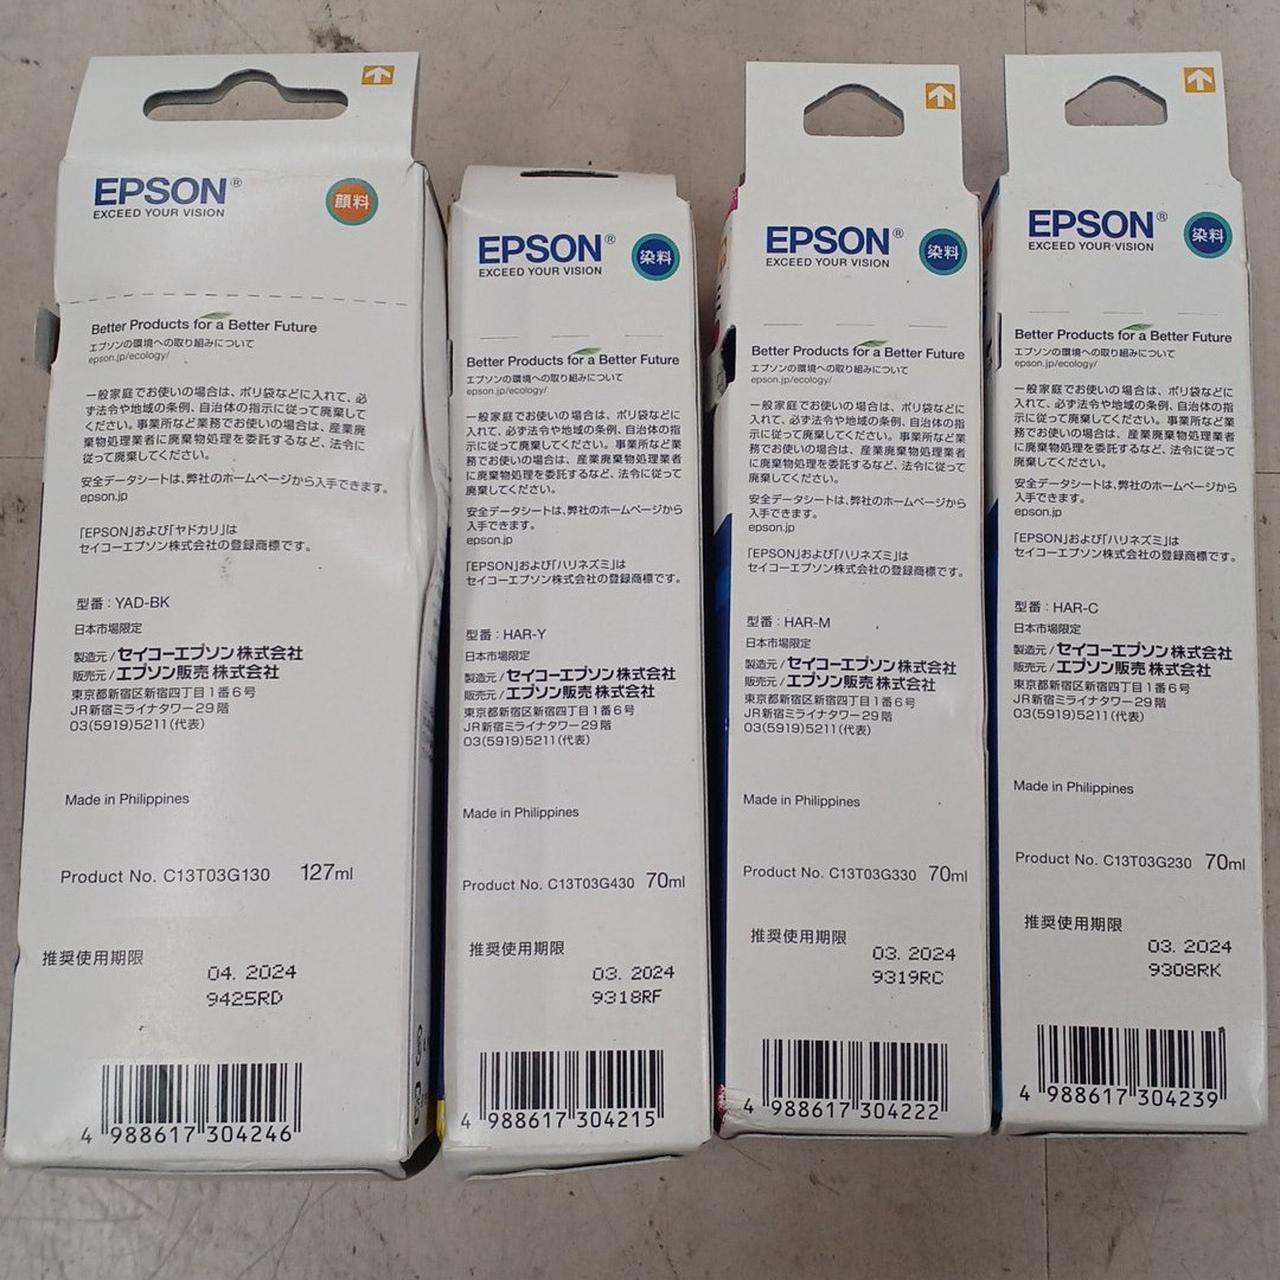 EPSON®
EXCEED YOUR VISION
顔料
Better Products for a Better Future
エプソンの環境への取り組みについて
epson.jp/ecology/
一般家庭でお使いの場合は、ポリ袋などに入れて、必
ず法令や地域の条例、自治体の指示に従って廃棄して
ください。事業所など業務でお使いの場合は、産業廃
棄物処理業者に廃棄物処理を委託するなど、法令に
従って廃棄してください。
安全データシートは、弊社のホームページから入手できます。
epson.jp
「EPSON」および「ヤドカリ」は
セイコーエプソン株式会社の登録商標です。
型番：YAD-BK
日本市場限定
製造元/セイコーエプソン株式会社
販売元/エプソン販売株式会社
東京都新宿区新宿四丁目1番6号
JR新宿ミライナタワー29階
03(5919)5211(代表)
Made in Philippines
Product No. C13T03G130 127ml
推奨使用期限
04. 2024
9425RD
4 988617 304246
EPSON®
EXCEED YOUR VISION
染料
Better Products for a Better Future
エプソンの環境への取り組みについて
epson.jp/ecology/
一般家庭でお使いの場合は、ポリ袋などに
入れて、必ず法令や地域の条例、自治体の指
示に従って廃棄してください。事業所など業
務でお使いの場合は、産業廃棄物処理業者
に廃棄物処理を委託するなど、法令に従って
廃棄してください。
安全データシートは、弊社のホームページから
入手できます。
epson.jp
「EPSON」および「ハリネズミ」は
セイコーエプソン株式会社の登録商標です。
型番：HAR-Y
日本市場限定
製造元/セイコーエプソン株式会社
販売元/エプソン販売株式会社
東京都新宿区新宿四丁目1番6号
JR新宿ミライナタワー29階
03(5919)5211(代表)
Made in Philippines
Product No. C13T03G430 70ml
推奨使用期限
03. 2024
9318RF
4 988617 304215
EPSON®
EXCEED YOUR VISION
染料
Better Products for a Better Future
エプソンの環境への取り組みについて
epson.jp/ecology/
一般家庭でお使いの場合は、ポリ袋などに
入れて、必ず法令や地域の条例、自治体の指
示に従って廃棄してください。事業所など業
務でお使いの場合は、産業廃棄物処理業者
に廃棄物処理を委託するなど、法令に従って
廃棄してください。
安全データシートは、弊社のホームページから
入手できます。
epson.jp
「EPSON」および「ハリネズミ」は
セイコーエプソン株式会社の登録商標です。
型番：HAR-M
日本市場限定
製造元/セイコーエプソン株式会社
販売元/エプソン販売株式会社
東京都新宿区新宿四丁目1番6号
JR新宿ミライナタワー29階
03(5919)5211(代表)
Made in Philippines
Product No. C13T03G330 70ml
推奨使用期限
03. 2024
9319RC
4 988617 304222
EPSON®
EXCEED YOUR VISION
染料
Better Products for a Better Future
エプソンの環境への取り組みについて
epson.jp/ecology/
一般家庭でお使いの場合は、ポリ袋などに
入れて、必ず法令や地域の条例、自治体の指
示に従って廃棄してください。事業所など業
務でお使いの場合は、産業廃棄物処理業者
に廃棄物処理を委託するなど、法令に従って
廃棄してください。
安全データシートは、弊社のホームページから
入手できます。
epson.jp
「EPSON」および「ハリネズミ」は
セイコーエプソン株式会社の登録商標です。
型番：HAR-C
日本市場限定
製造元/セイコーエプソン株式会社
販売元/エプソン販売株式会社
東京都新宿区新宿四丁目1番6号
JR新宿ミライナタワー29階
03(5919)5211(代表)
Made in Philippines
Product No. C13T03G230 70ml
推奨使用期限
03. 2024
9308RK
4 988617 304239